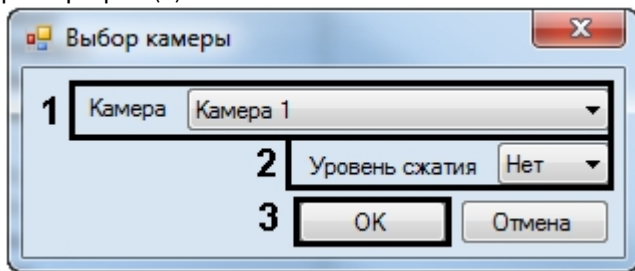 Выбор камеры
1 Камера Камера 1
2 Уровень сжатия Нет
3 OK Отмена